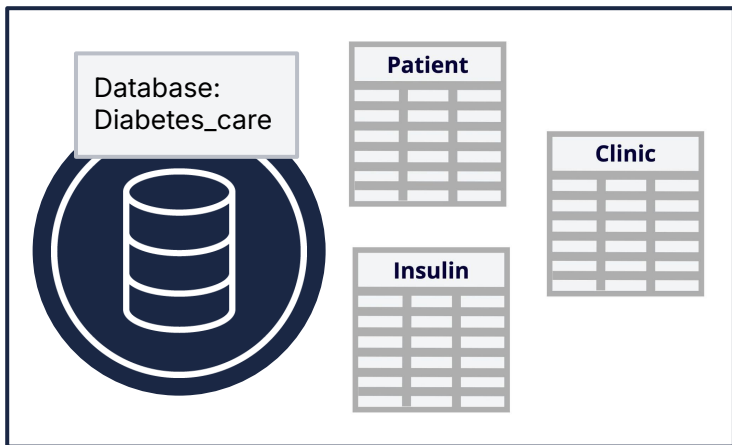 Database:
Diabetes_care
Patient
Clinic
Insulin